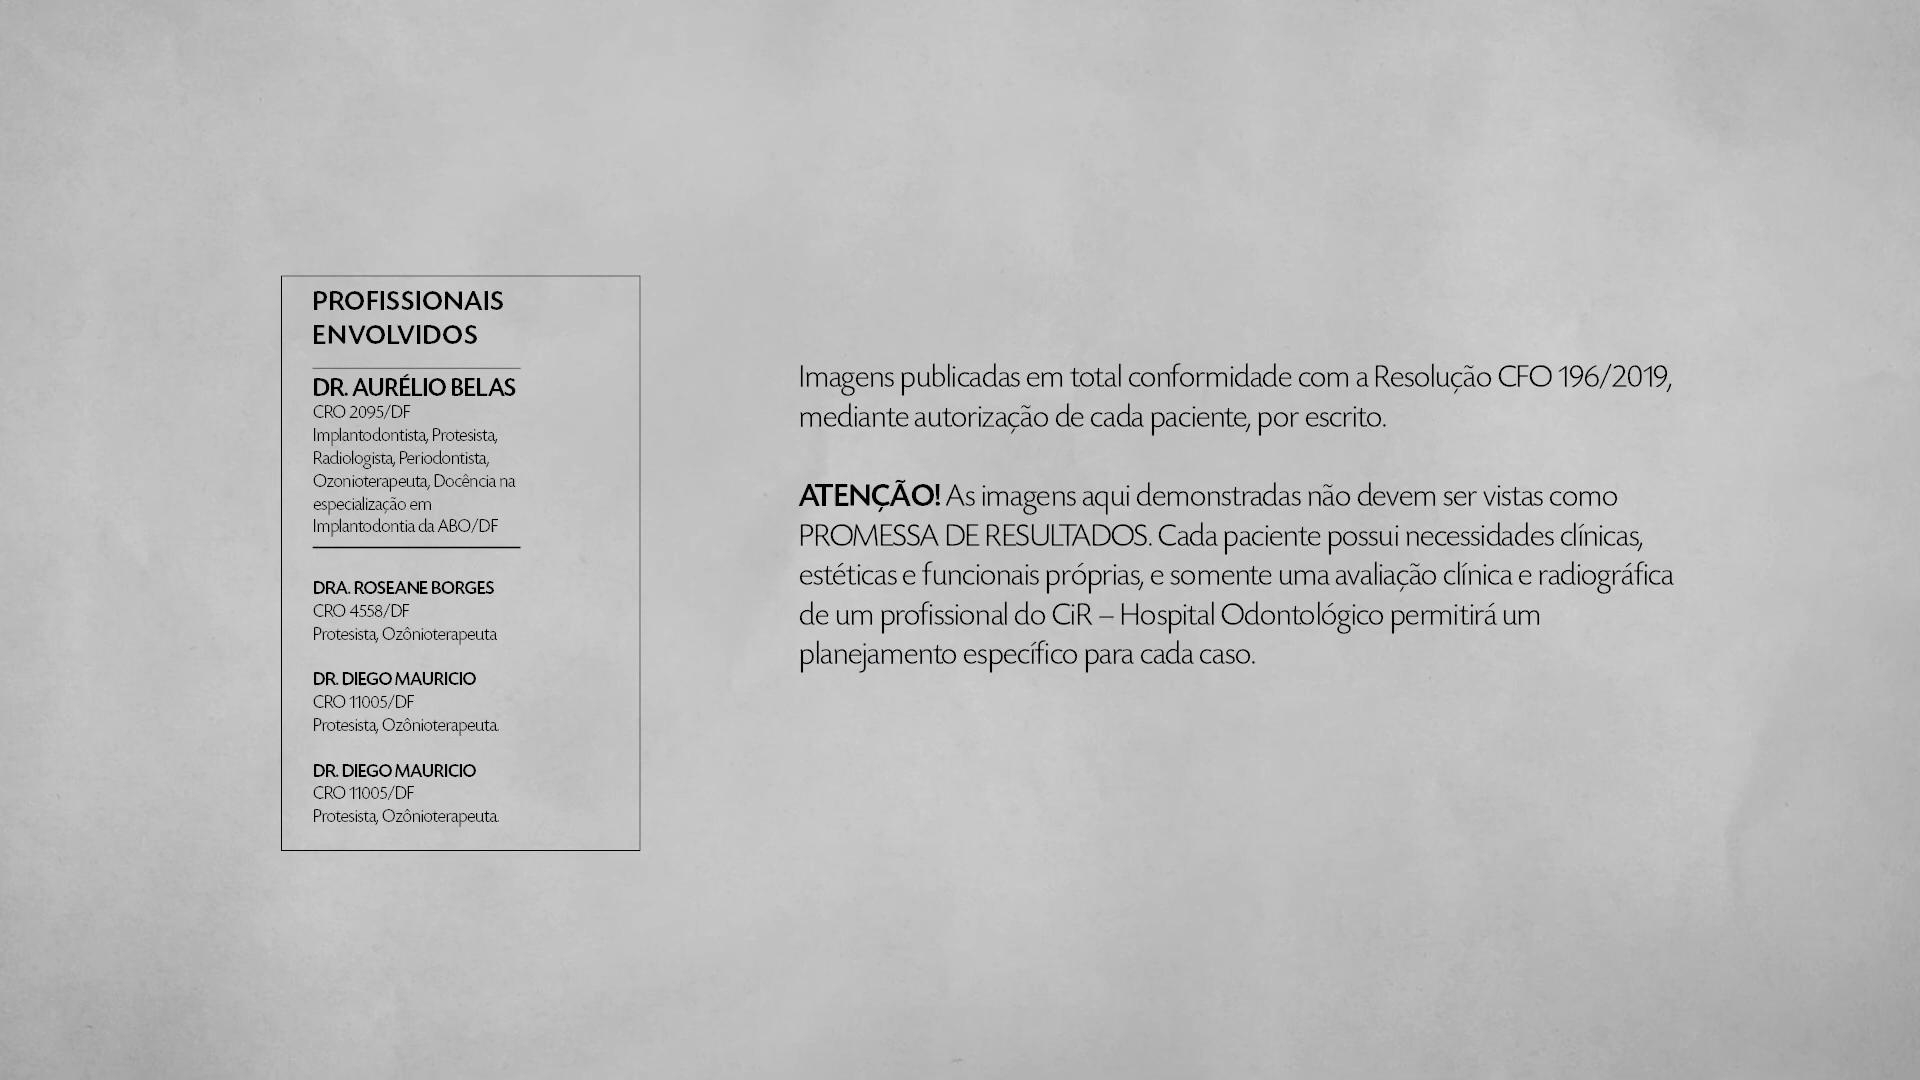 PROFISSIONAIS
ENVOLVIDOS
DR. AURÉLIO BELAS
CRO 2095/DF
Implantodontista, Protesista,
Radiologista, Periodontista,
Ozonioterapeuta, Docência na
especialização em
Implantodontia da ABO/DF
DRA. ROSEANE BORGES
CRO 4558/DF
Protesista, Ozônioterapeuta
DR. DIEGO MAURICIO
CRO 11005/DF
Protesista, Ozônioterapeuta.
DR. DIEGO MAURICIO
CRO 11005/DF
Protesista, Ozônioterapeuta.
Imagens publicadas em total conformidade com a Resolução CFO 196/2019,
mediante autorização de cada paciente, por escrito.
ATENÇÃO! As imagens aqui demonstradas não devem ser vistas como
PROMESSA DE RESULTADOS. Cada paciente possui necessidades clínicas,
estéticas e funcionais próprias, e somente uma avaliação clínica e radiográfica
de um profissional do CiR – Hospital Odontológico permitirá um
planejamento específico para cada caso.